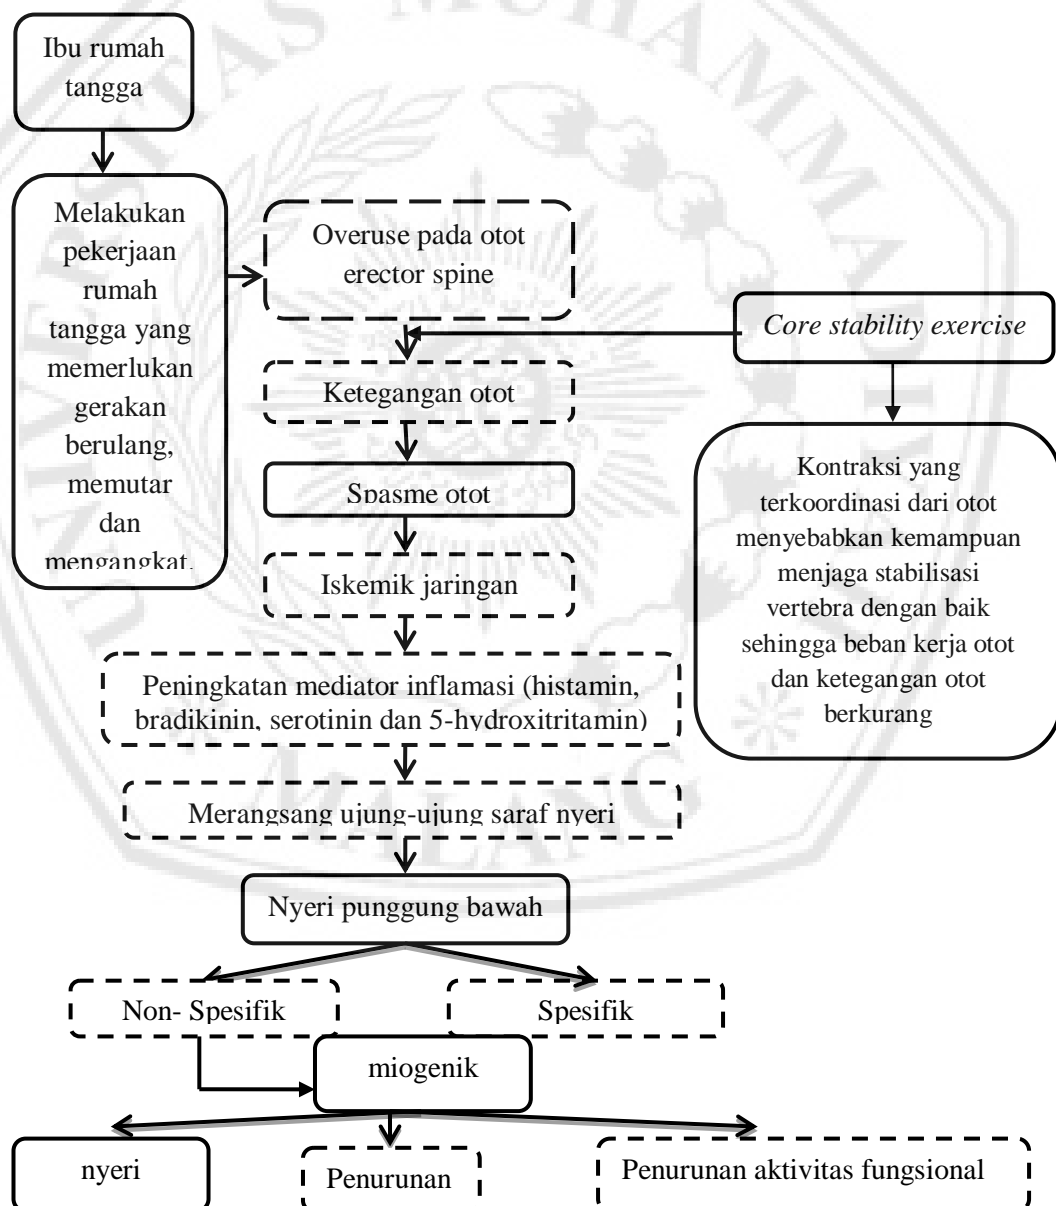 Ibu rumah
tangga
Melakukan
pekerjaan
rumah
tangga yang
memerlukan
gerakan
berulang,
memutar
dan
mengangkat.
Overuse pada otot
erector spine
Core stability exercise
Ketegangan otot
Spasme otot
Kontraksi yang
terkoordinasi dari otot
menyebabkan kemampuan
menjaga stabilisasi
vertebra dengan baik
sehingga beban kerja otot
dan ketegangan otot
berkurang
Iskemik jaringan
Peningkatan mediator inflamasi (histamin,
bradikinin, serotinin dan 5-hydroxitritamin)
Merangsang ujung-ujung saraf nyeri
Nyeri punggung bawah
Non- Spesifik
Spesifik
miogenik
nyeri
Penurunan
Penurunan aktivitas fungsional
UNIVERSITAS MUHAMMADIYAH
MALANG